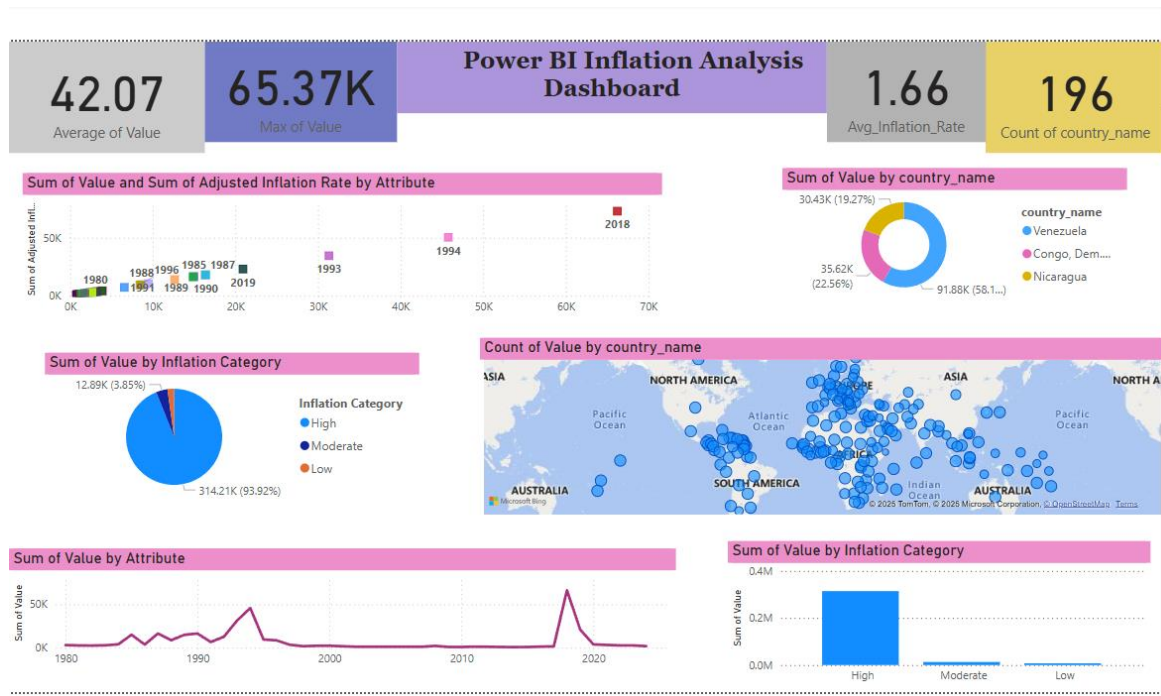 42.07
Average of Value
65.37K
Max of Value
Power BI Inflation Analysis
Dashboard
1.66
Avg_Inflation_Rate
196
Count of country_name
Sum of Value and Sum of Adjusted Inflation Rate by Attribute
Sum of Adjusted Infl...
50K
0K
1980
1988
1991
1996
1989
1985
1990
1987
2019
1993
1994
2018
0K
10K
20K
30K
40K
50K
60K
70K
Sum of Value by country_name
30.43K (19.27%)
35.62K
(22.56%)
91.88K (58.1...)
country_name
Venezuela
Congo, Dem....
Nicaragua
Sum of Value by Inflation Category
12.89K (3.85%)
314.21K (93.92%)
Inflation Category
High
Moderate
Low
Count of Value by country_name
ASIA
NORTH AMERICA
EUROPE
ASIA
NORTH A
Pacific
Ocean
Atlantic
Ocean
Pacific
Ocean
AFRICA
AUSTRALIA
SOUTH AMERICA
Indian
Ocean
AUSTRALIA
Microsoft Bing
© 2025 TomTom, © 2025 Microsoft Corporation, © OpenStreetMap Terms
Sum of Value by Attribute
Sum of Value
50K
0K
1980
1990
2000
2010
2020
Sum of Value by Inflation Category
Sum of Value
0.4M
0.2M
0.0M
High
Moderate
Low